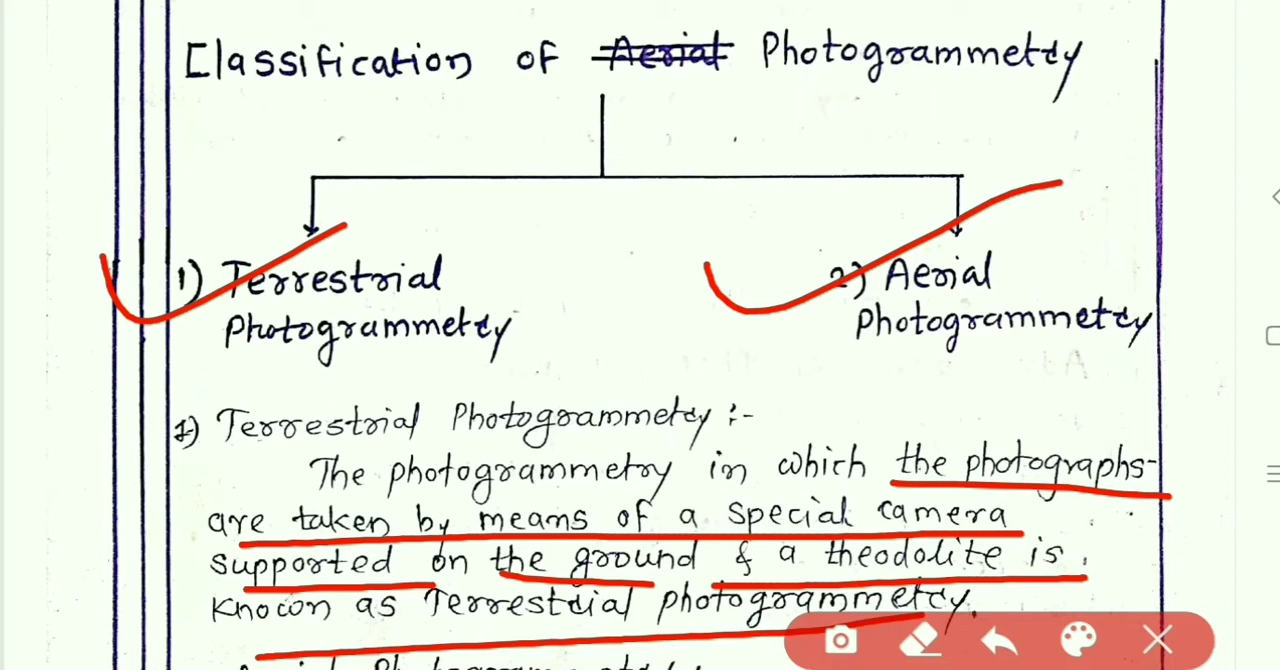 Classification of Aerial Photogrammetry
1) Terrestrial
Photogrammetry
2) Aerial
Photogrammetry
1) Terrestrial Photogrammetry :-
The photogrammetry in which the photographs-
are taken by means of a special camera
supported on the ground & a theodolite is.
known as Terrestrial photogrammetry.